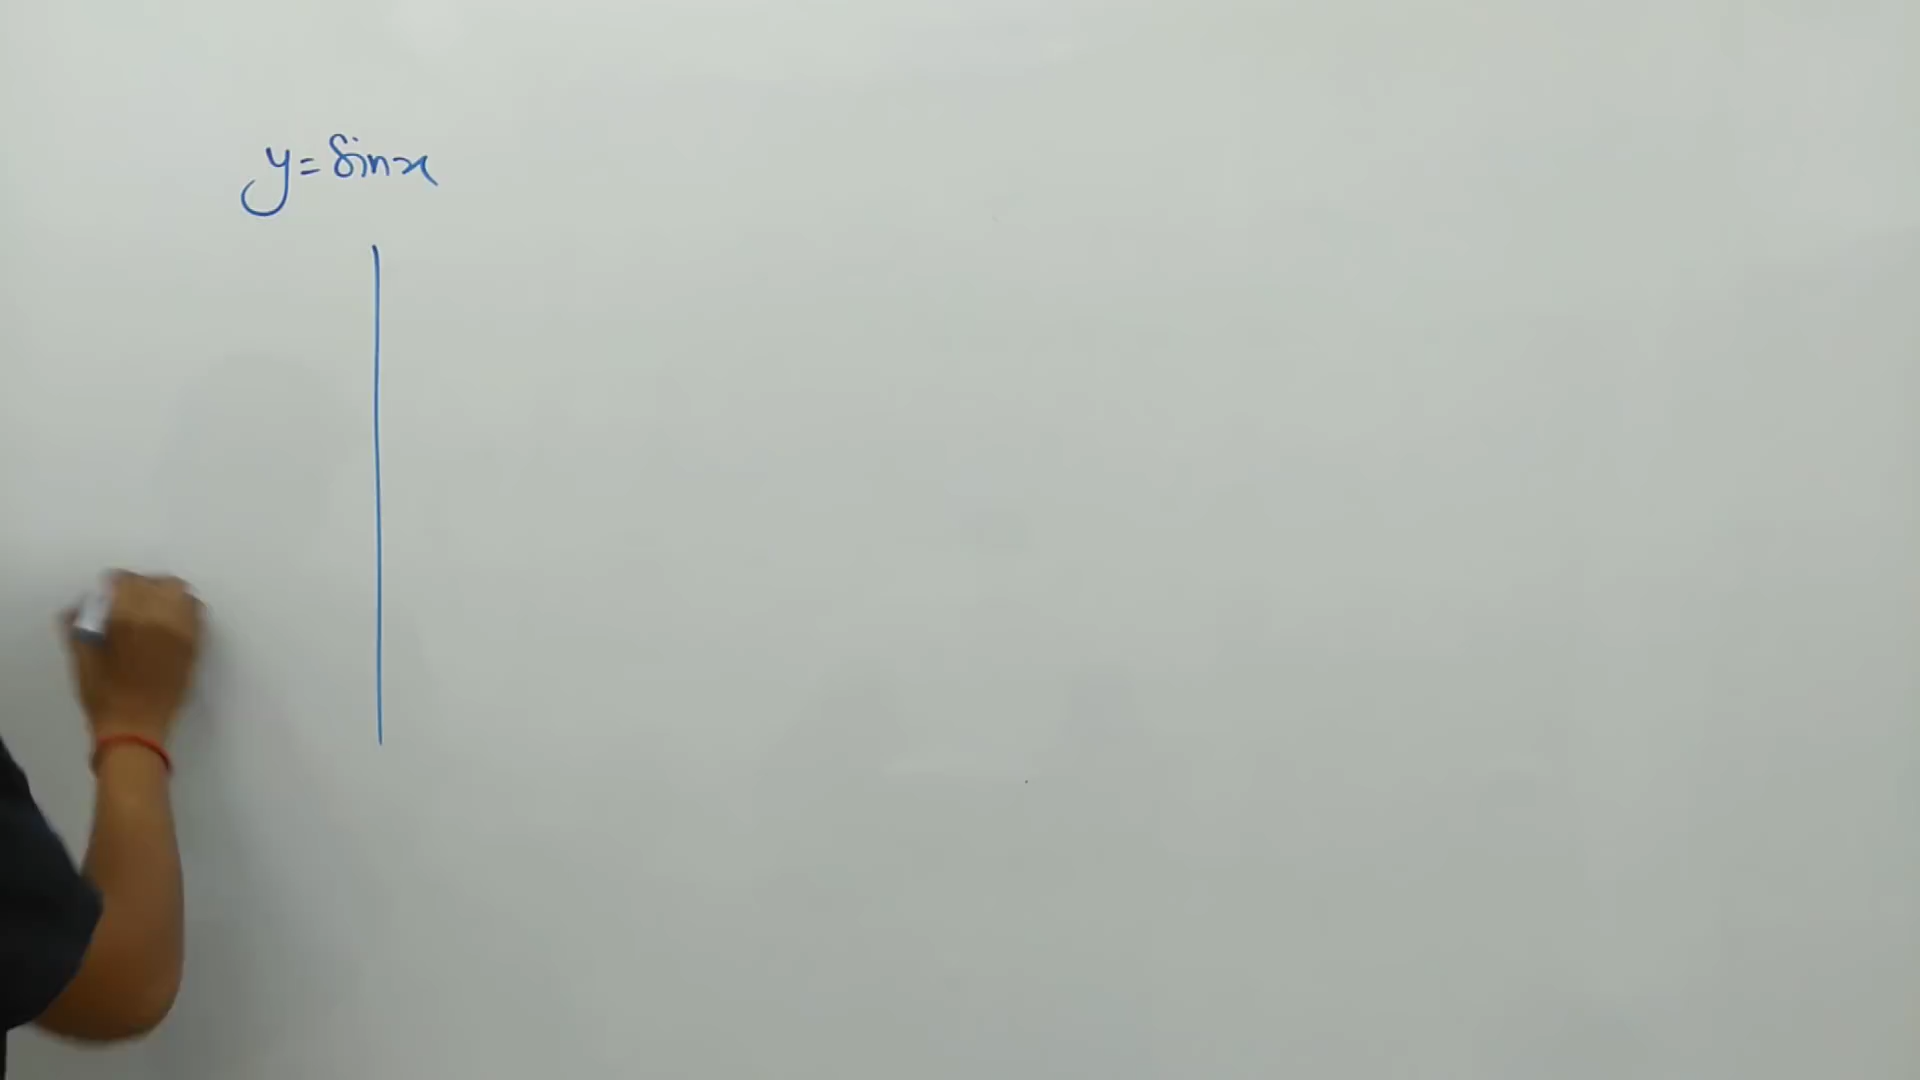 y = sinx